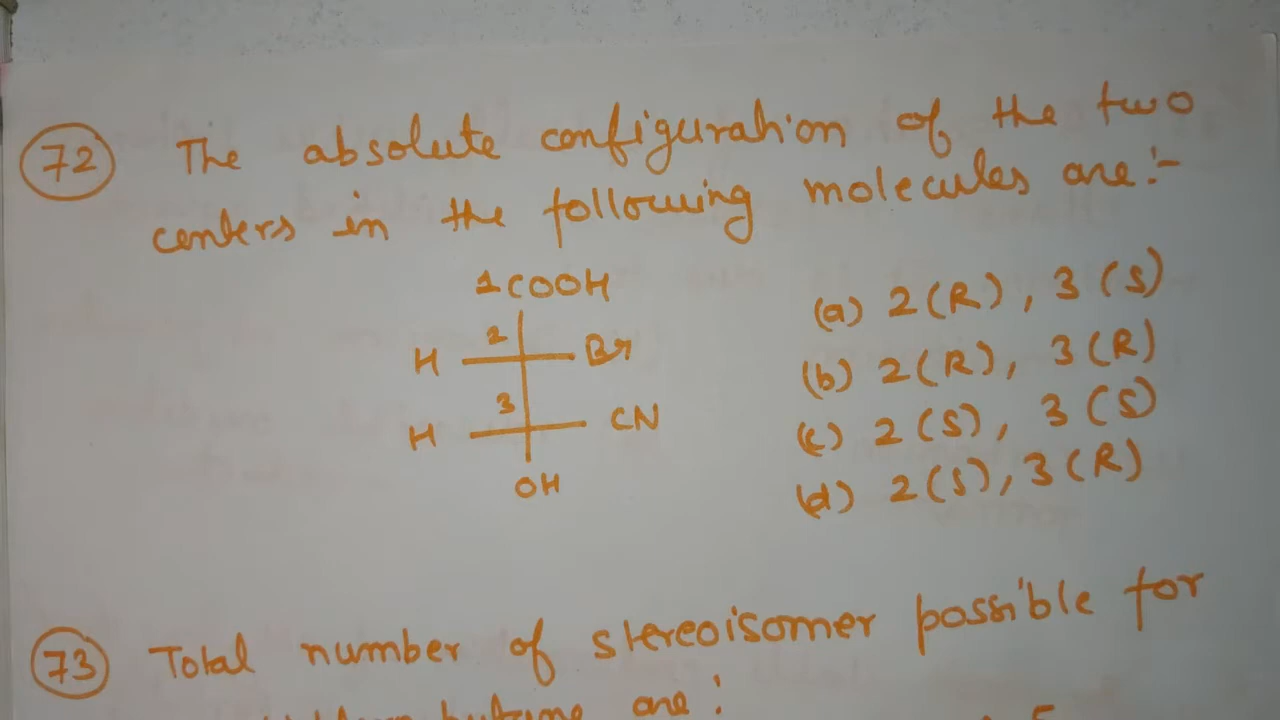 72 The absolute configuration of the two
centers in the following molecules are:-
1COOH
2
H Br
3
H CN
OH
(a) 2(R), 3(S)
(b) 2(R), 3(R)
(c) 2(S), 3(S)
(d) 2(S), 3(R)
73 Total number of stereoisomer possible for
are: